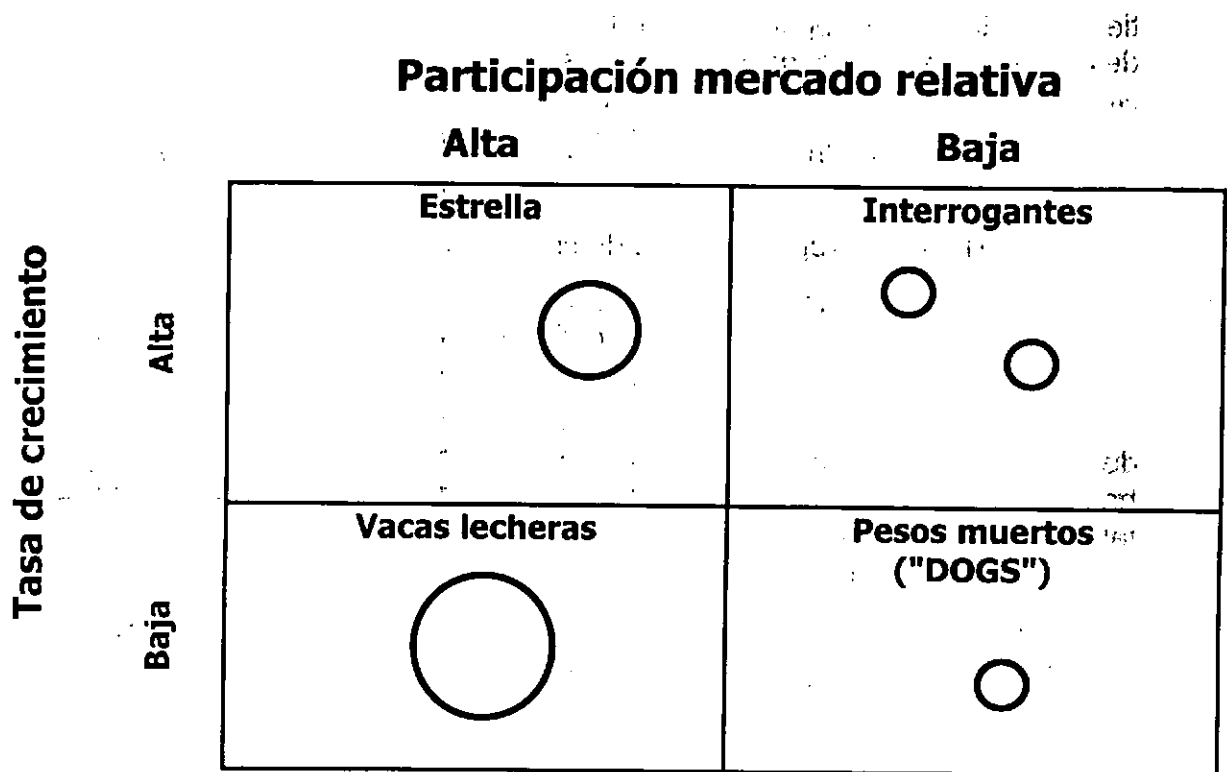 Participación mercado relativa
Alta
Baja
Estrella
Interrogantes
Tasa de crecimiento
Alta
Vacas lecheras
Pesos muertos
("DOGS")
Baja